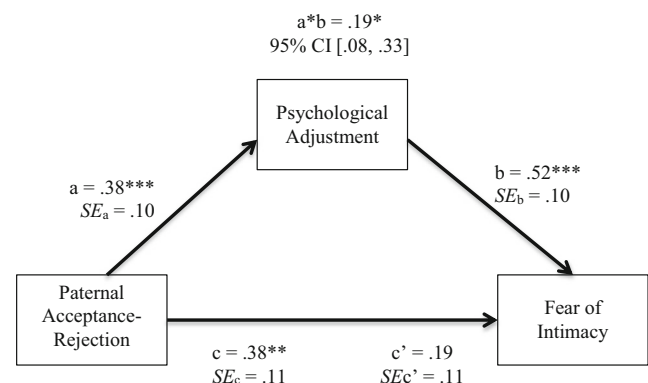 a*b = .19*
95% CI [.08, .33]
Psychological
Adjustment
a = .38***
SEa = .10
b = .52***
SEb = .10
Paternal
Acceptance-
Rejection
Fear of
Intimacy
c = .38**
SEc = .11
c’ = .19
SEc’ = .11